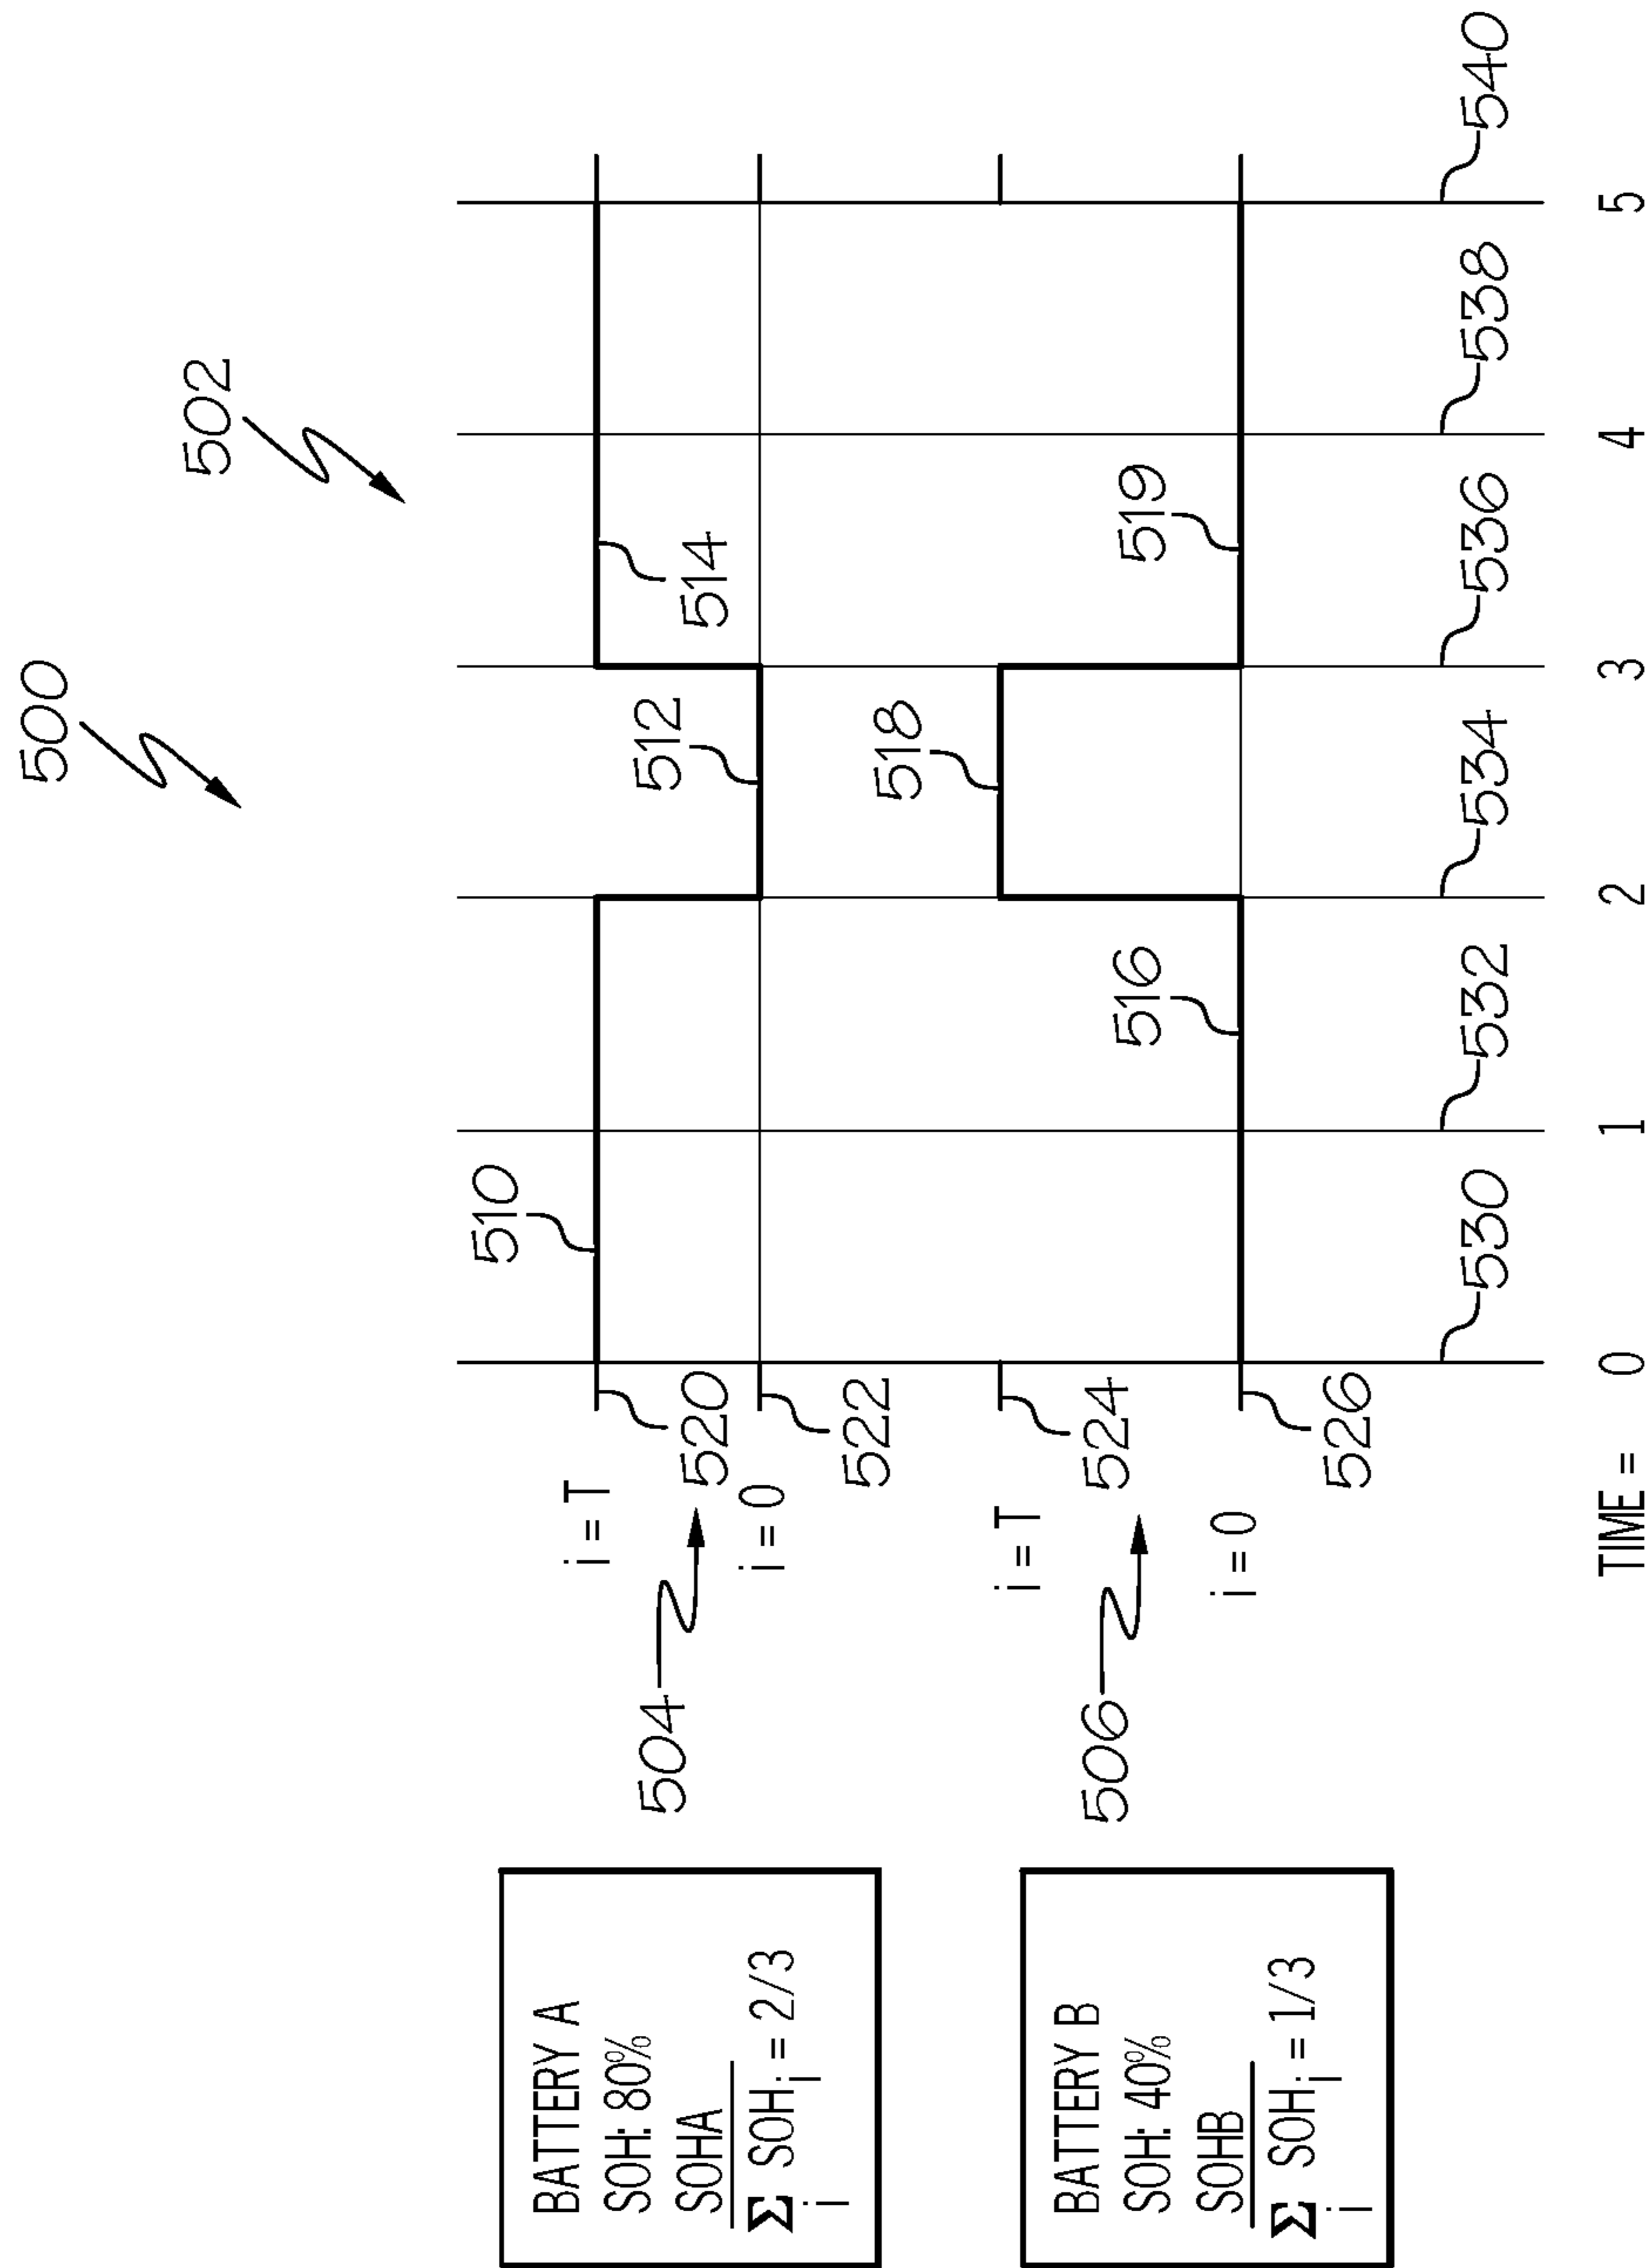 500
502
BATTERY A
SOH: 80%
SOHA
Σ SOHi = 2/3
i
504
i = T
520
i = 0
522
510
512
514
BATTERY B
SOH: 40%
SOHB
Σ SOHi = 1/3
i
506
i = T
524
i = 0
526
516
518
519
530
532
534
536
538
540
TIME = 0 1 2 3 4 5